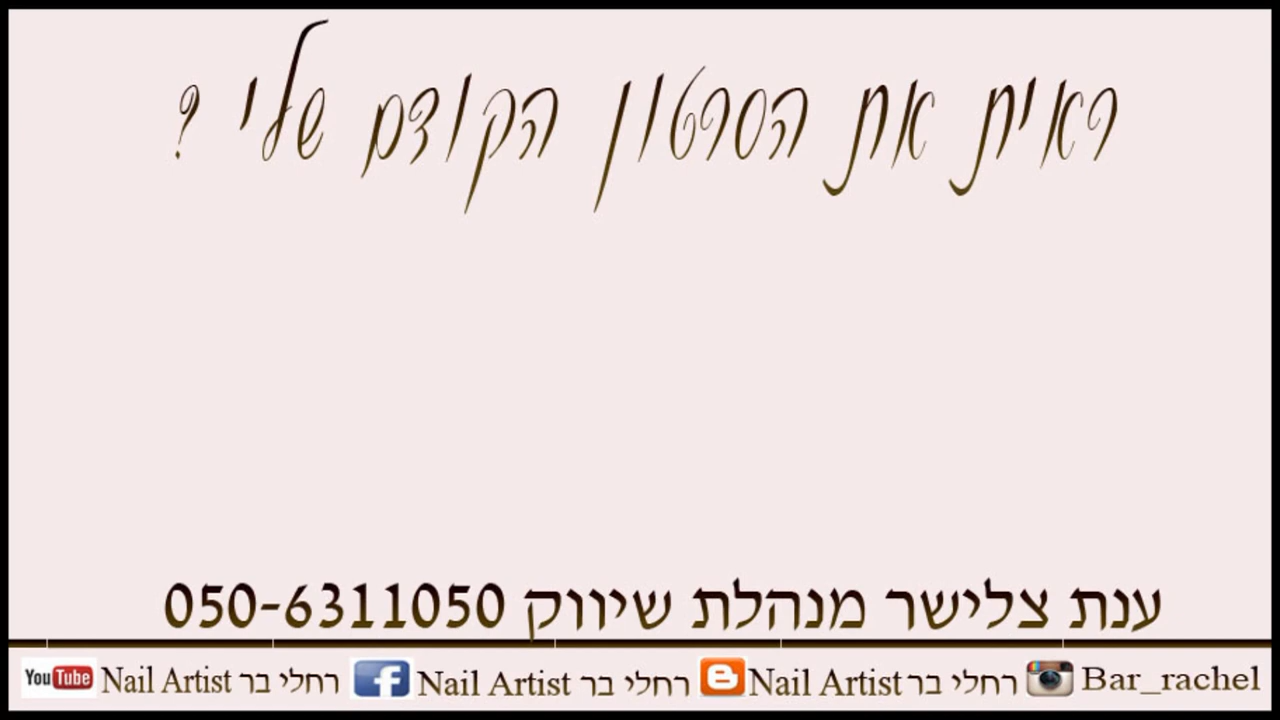 ראית את הסרטון הקודם שלי ?
ענת צלישר מנהלת שיווק 050-6311050
YouTube Nail Artist רחלי בר f Nail Artist רחלי בר Nail Artist רחלי בר Bar_rachel